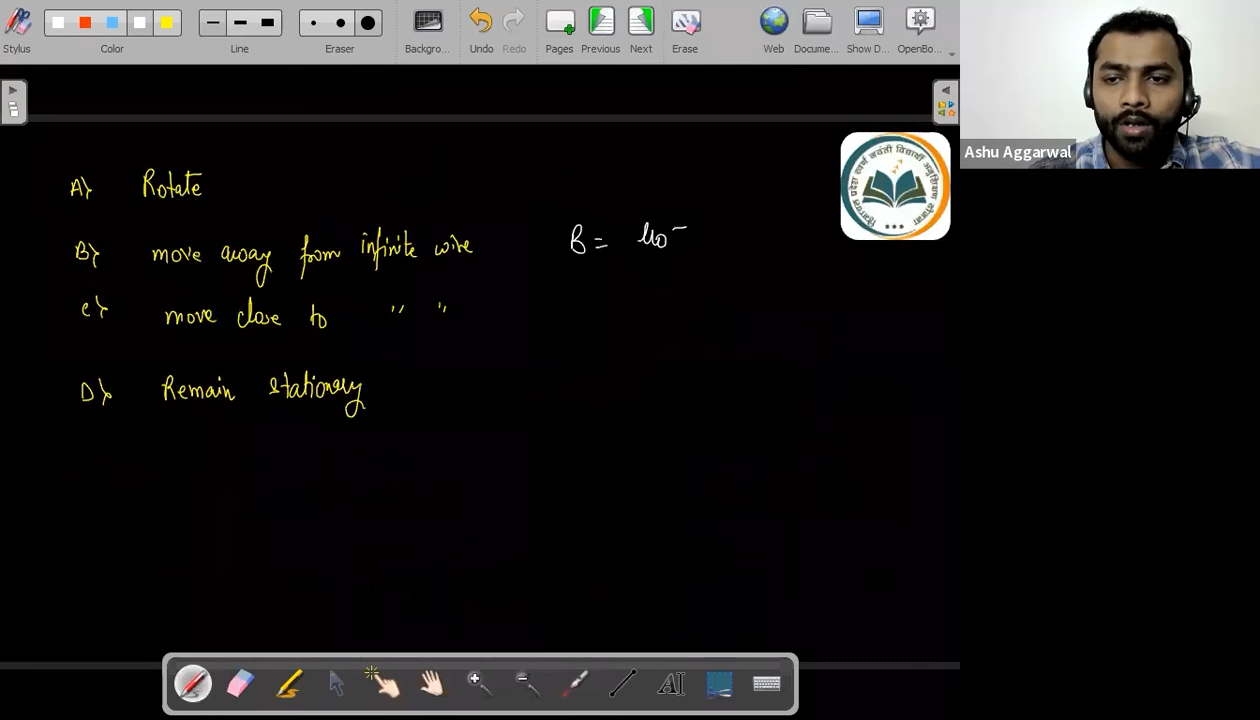 Stylus
Color
Line
Eraser
Backgro...
Undo
Redo
Pages
Previous
Next
Erase
Web
Docume...
Show D...
OpenBo...
Ashu Aggarwal
A) Rotate
B) move away from infinite wire
B = μ0
C) move close to " "
D) Remain stationery